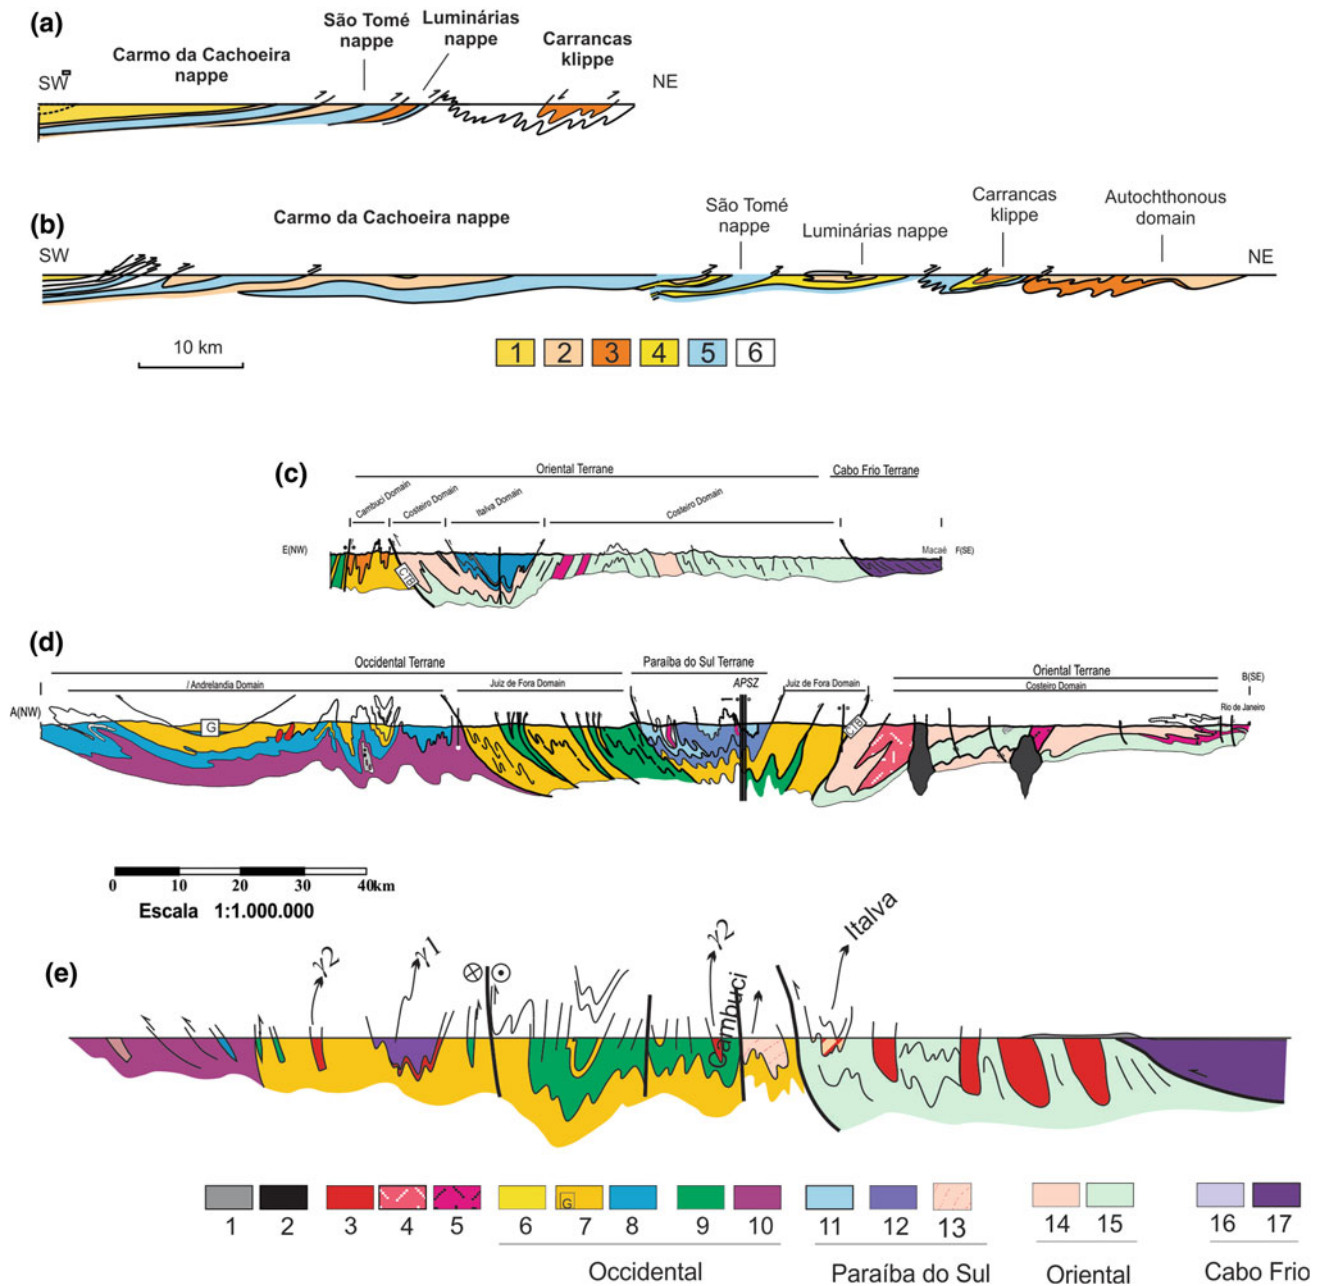 (a)
São Tomé
nappe
Luminárias
nappe
Carmo da Cachoeira
nappe
Carrancas
klippe
SW
NE
(b)
Carmo da Cachoeira nappe
São Tomé
nappe
Luminárias nappe
Carrancas
klippe
Autochthonous
domain
SW
NE
10 km
1 2 3 4 5 6
(c)
Oriental Terrane
Cabo Frio Terrane
Cambuci Domain
Costeiro Domain
Italva Domain
Costeiro Domain
E(NW)
Macaé
F(SE)
CTB
(d)
Occidental Terrane
Paraíba do Sul Terrane
Oriental Terrane
B(SE)
/ Andrelandia Domain
Juiz de Fora Domain
APSZ
Juiz de Fora Domain
Costeiro Domain
A(NW)
Rio de Janeiro
G
CTB
0 10 20 30 40km
Escala 1:1.000.000
(e)
γ2
γ1
γ2
Cambuci
Italva
G
1 2 3 4 5 6 7 8 9 10 11 12 13 14 15 16 17
Occidental
Paraíba do Sul
Oriental
Cabo Frio